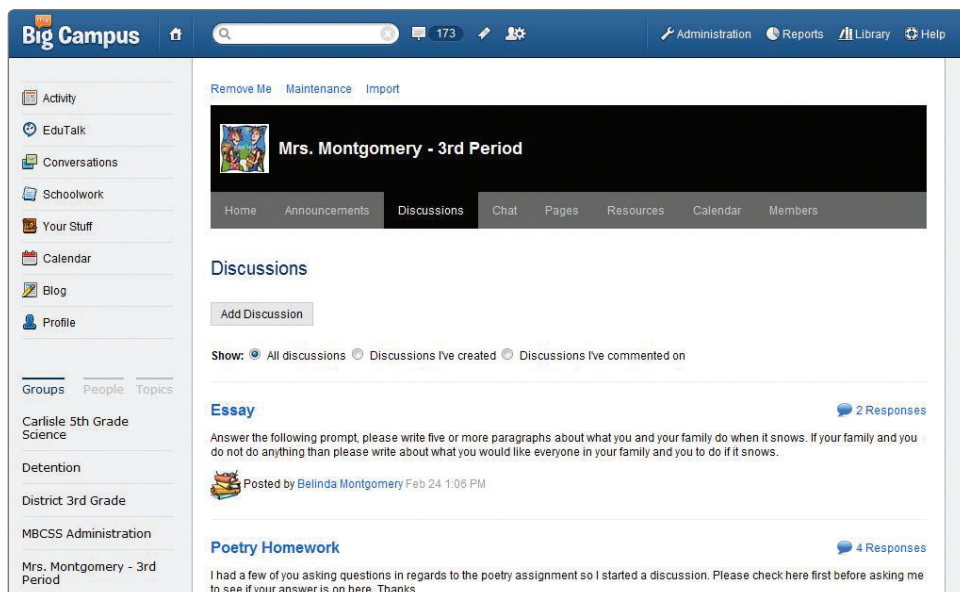 my
Big Campus
173
Administration
Reports
Library
Help
Activity
EduTalk
Conversations
Schoolwork
Your Stuff
Calendar
Blog
Profile
Groups People Topics
Carlisle 5th Grade
Science
Detention
District 3rd Grade
MBCSS Administration
Mrs. Montgomery - 3rd
Period
Remove Me Maintenance Import
Mrs. Montgomery - 3rd Period
Home Announcements Discussions Chat Pages Resources Calendar Members
Discussions
Add Discussion
Show: All discussions Discussions I've created Discussions I've commented on
Essay
2 Responses
Answer the following prompt, please write five or more paragraphs about what you and your family do when it snows. If your family and you
do not do anything than please write about what you would like everyone in your family and you to do if it snows.
Posted by Belinda Montgomery Feb 24 1:06 PM
Poetry Homework
4 Responses
I had a few of you asking questions in regards to the poetry assignment so I started a discussion. Please check here first before asking me
to see if your answer is on here. Thanks